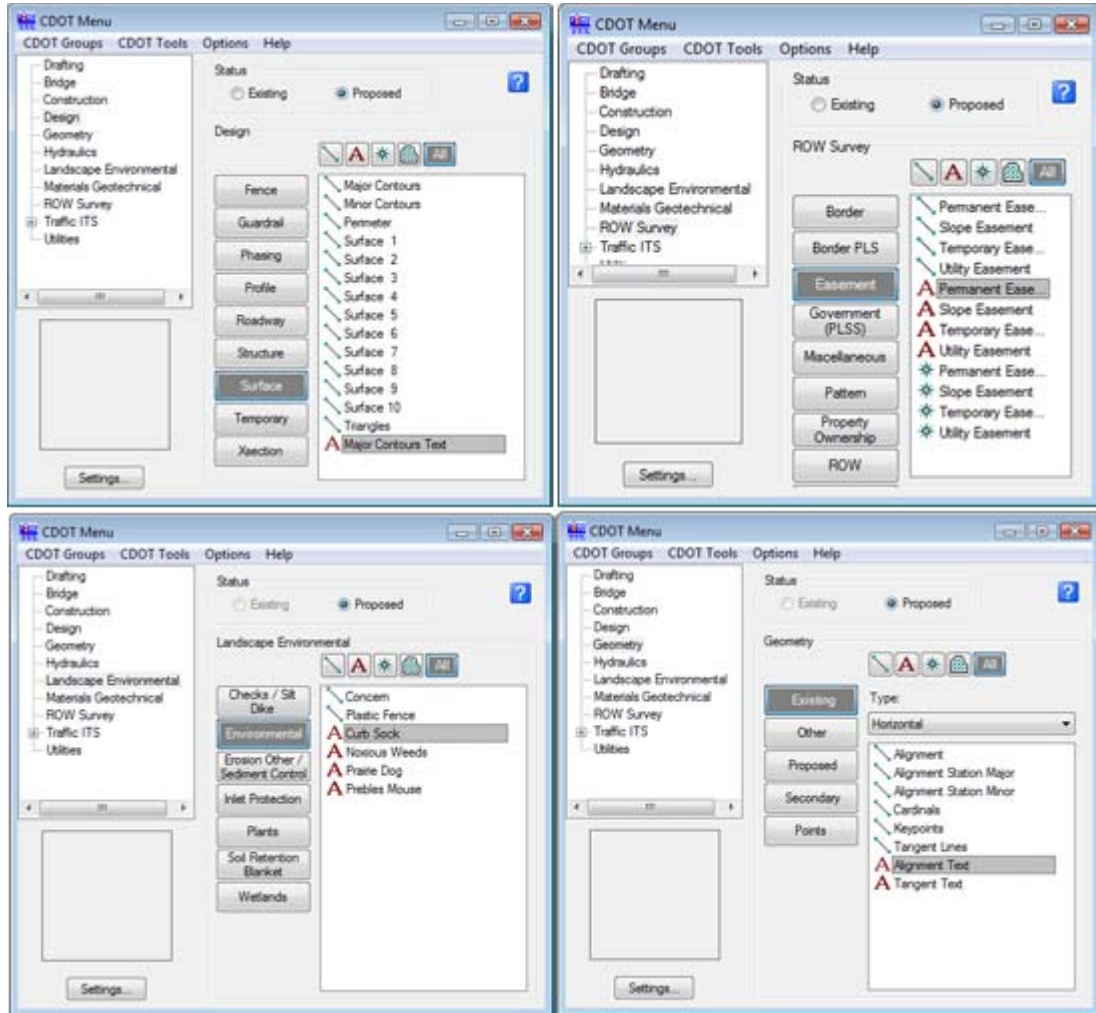 CDOT Menu
CDOT Groups CDOT Tools Options Help
Drafting
Bridge
Construction
Design
Geometry
Hydraulics
Landscape Environmental
Materials Geotechnical
ROW Survey
Traffic ITS
Utilities
Settings...
Status
Existing Proposed
?
Design
A All
Fence
Guardrail
Phasing
Profile
Roadway
Structure
Surface
Temporary
Xsection
Major Contours
Minor Contours
Perimeter
Surface 1
Surface 2
Surface 3
Surface 4
Surface 5
Surface 6
Surface 7
Surface 8
Surface 9
Surface 10
Triangles
A Major Contours Text
CDOT Menu
CDOT Groups CDOT Tools Options Help
Drafting
Bridge
Construction
Design
Geometry
Hydraulics
Landscape Environmental
Materials Geotechnical
ROW Survey
Traffic ITS
Settings...
Status
Existing Proposed
?
ROW Survey
A All
Border
Border PLS
Easement
Government
(PLSS)
Miscellaneous
Pattern
Property
Ownership
ROW
Permanent Ease...
Slope Easement
Temporary Ease...
Utility Easement
A Permanent Ease...
A Slope Easement
A Temporary Ease...
A Utility Easement
Permanent Ease...
Slope Easement
Temporary Ease...
Utility Easement
CDOT Menu
CDOT Groups CDOT Tools Options Help
Drafting
Bridge
Construction
Design
Geometry
Hydraulics
Landscape Environmental
Materials Geotechnical
ROW Survey
Traffic ITS
Utilities
Settings...
Status
Existing Proposed
?
Landscape Environmental
A All
Checks / Silt
Dike
Environmental
Erosion Other /
Sediment Control
Inlet Protection
Plants
Soil Retention
Blanket
Wetlands
Concern
Plastic Fence
A Curb Sock
A Noxious Weeds
A Prairie Dog
A Prebles Mouse
CDOT Menu
CDOT Groups CDOT Tools Options Help
Drafting
Bridge
Construction
Design
Geometry
Hydraulics
Landscape Environmental
Materials Geotechnical
ROW Survey
Traffic ITS
Utilities
Settings...
Status
Existing Proposed
?
Geometry
A All
Existing
Other
Proposed
Secondary
Points
Type:
Horizontal
Alignment
Alignment Station Major
Alignment Station Minor
Cardinals
Keypoints
Tangent Lines
A Alignment Text
A Tangent Text